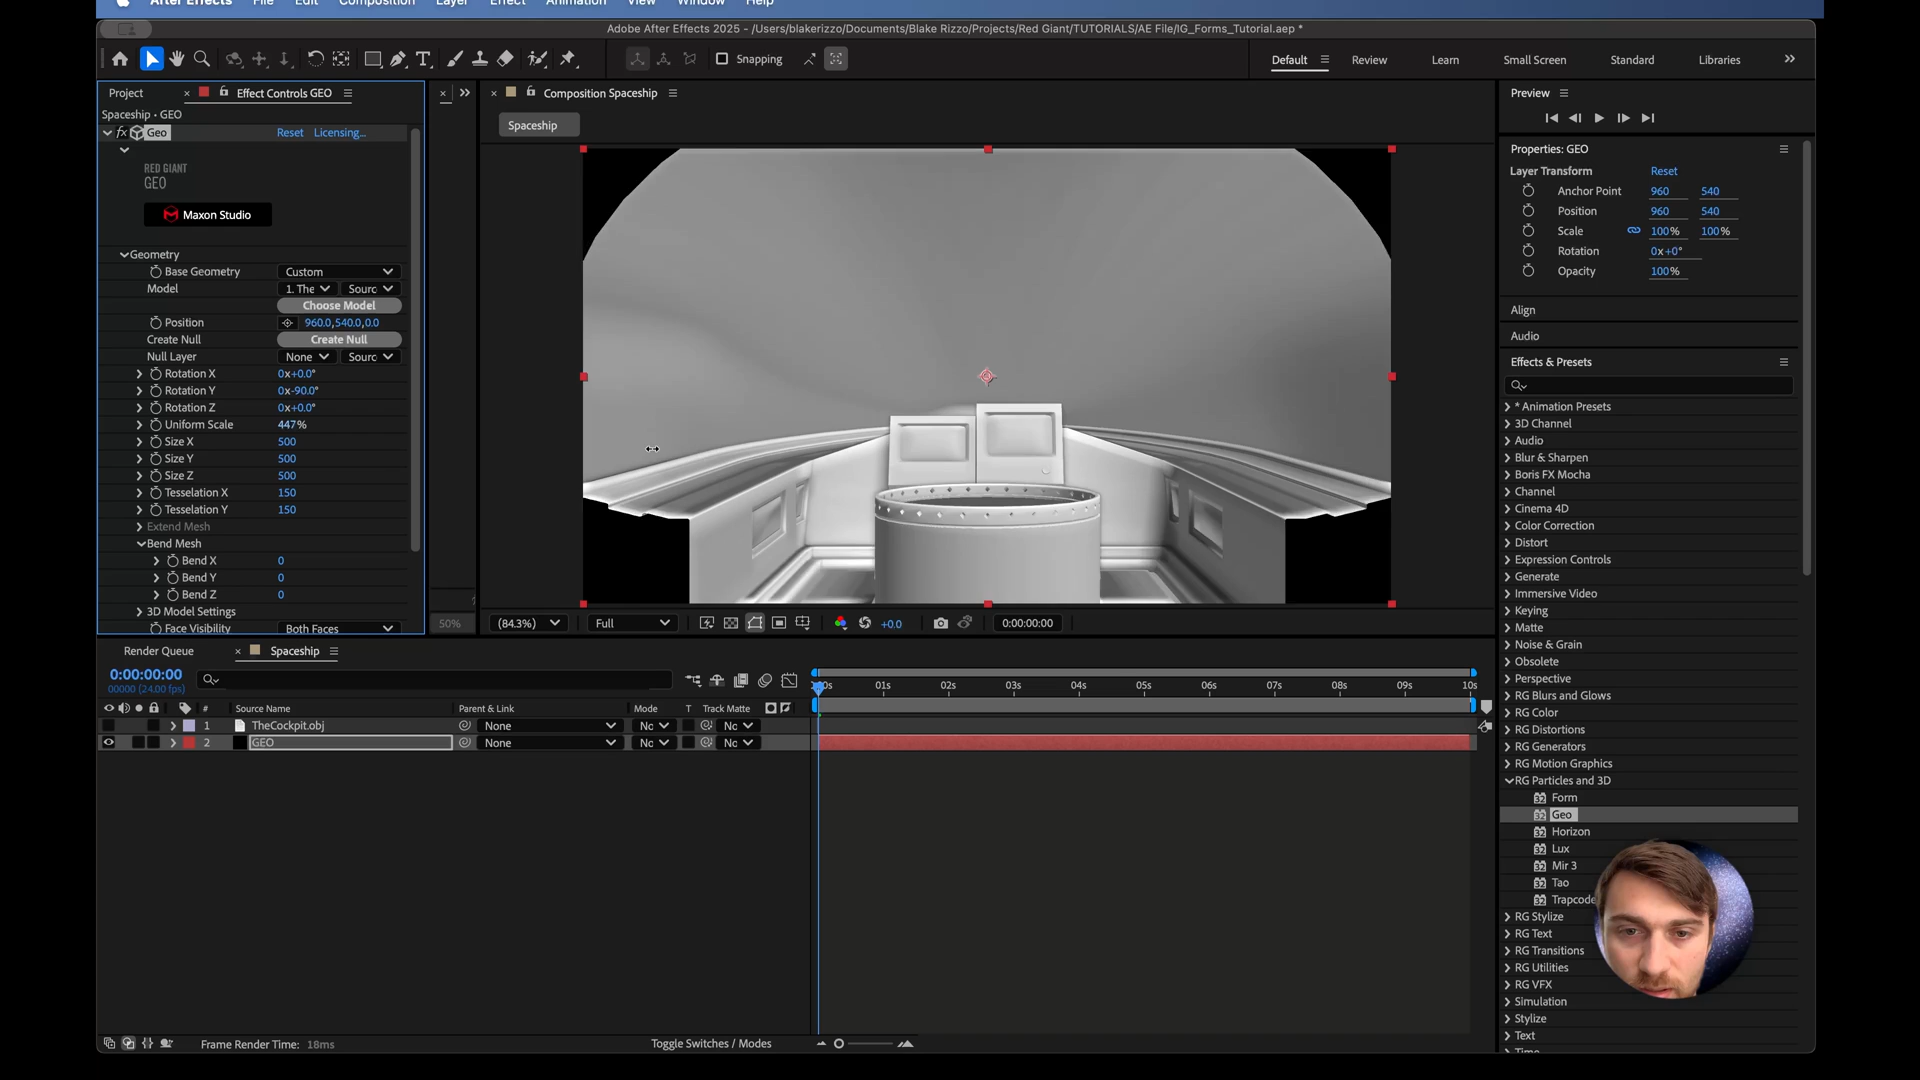 After Effects File Edit Composition Layer Effect Animation View Window Help
Adobe After Effects 2025 - /Users/blakerizzo/Documents/Blake Rizzo/Projects/Red Giant/TUTORIALS/AE File/IG_Forms_Tutorial.aep *
Snapping
Default Review Learn Small Screen Standard Libraries
Project Effect Controls GEO
Spaceship • GEO
fx Geo Reset Licensing...
RED GIANT
GEO
Maxon Studio
Geometry
Base Geometry Custom
Model 1. The Sourc
Choose Model
Position 960.0,540.0,0.0
Create Null Create Null
Null Layer None Sourc
Rotation X 0x+0.0°
Rotation Y 0x-90.0°
Rotation Z 0x+0.0°
Uniform Scale 447%
Size X 500
Size Y 500
Size Z 500
Tesselation X 150
Tesselation Y 150
Extend Mesh
Bend Mesh
Bend X 0
Bend Y 0
Bend Z 0
3D Model Settings
Face Visibility Both Faces
50%
Composition Spaceship
Spaceship
(84.3%) Full +0.0 0:00:00:00
Preview
Properties: GEO
Layer Transform Reset
Anchor Point 960 540
Position 960 540
Scale 100% 100%
Rotation 0x+0°
Opacity 100%
Align
Audio
Effects & Presets
* Animation Presets
3D Channel
Audio
Blur & Sharpen
Boris FX Mocha
Channel
Cinema 4D
Color Correction
Distort
Expression Controls
Generate
Immersive Video
Keying
Matte
Noise & Grain
Obsolete
Perspective
RG Blurs and Glows
RG Color
RG Distortions
RG Generators
RG Motion Graphics
RG Particles and 3D
32 Form
32 Geo
32 Horizon
32 Lux
32 Mir 3
32 Tao
32 Trapcode
RG Stylize
RG Text
RG Transitions
RG Utilities
RG VFX
Simulation
Stylize
Text
Time
Render Queue Spaceship
0:00:00:00
00000 (24.00 fps)
0s 01s 02s 03s 04s 05s 06s 07s 08s 09s 10s
# Source Name Parent & Link Mode T Track Matte
1 TheCockpit.obj None Nc Nc
2 GEO None Nc Nc
Frame Render Time: 18ms
Toggle Switches / Modes